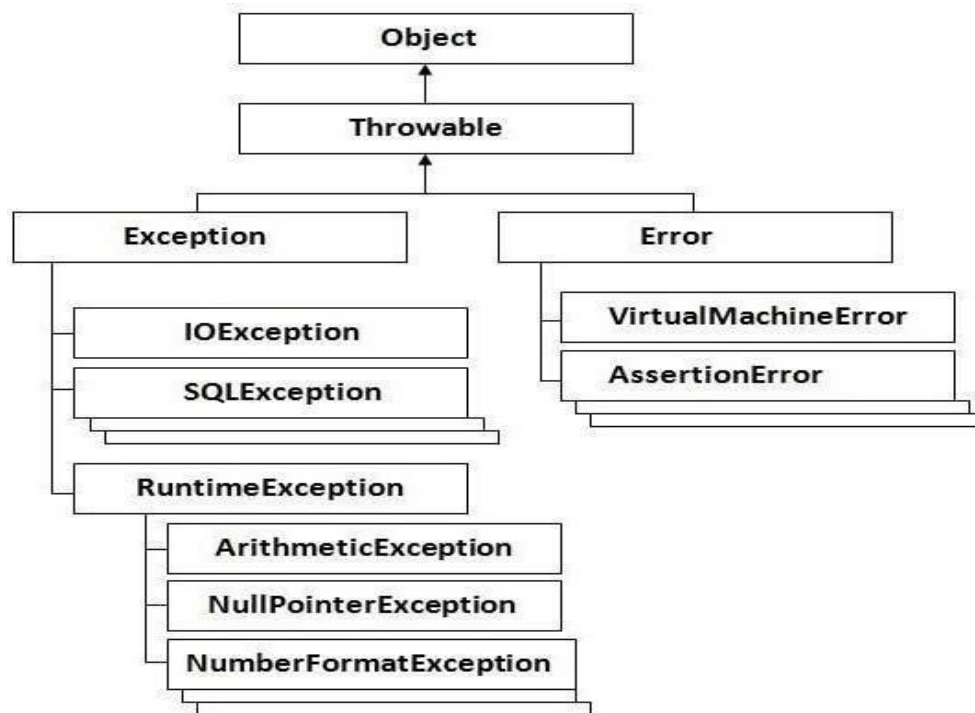 Object
Throwable
Exception
Error
IOException
SQLException
RuntimeException
ArithmeticException
NullPointerException
NumberFormatException
VirtualMachineError
AssertionError